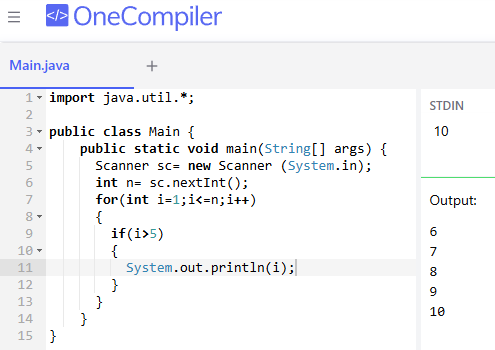 OneCompiler
Main.java +
1 import java.util.*;
2
3 public class Main {
4     public static void main(String[] args) {
5       Scanner sc= new Scanner (System.in);
6       int n= sc.nextInt();
7       for(int i=1;i<=n;i++)
8       {
9         if(i>5)
10         {
11           System.out.println(i);
12         }
13       }
14     }
15 }
STDIN
10
Output:
6
7
8
9
10